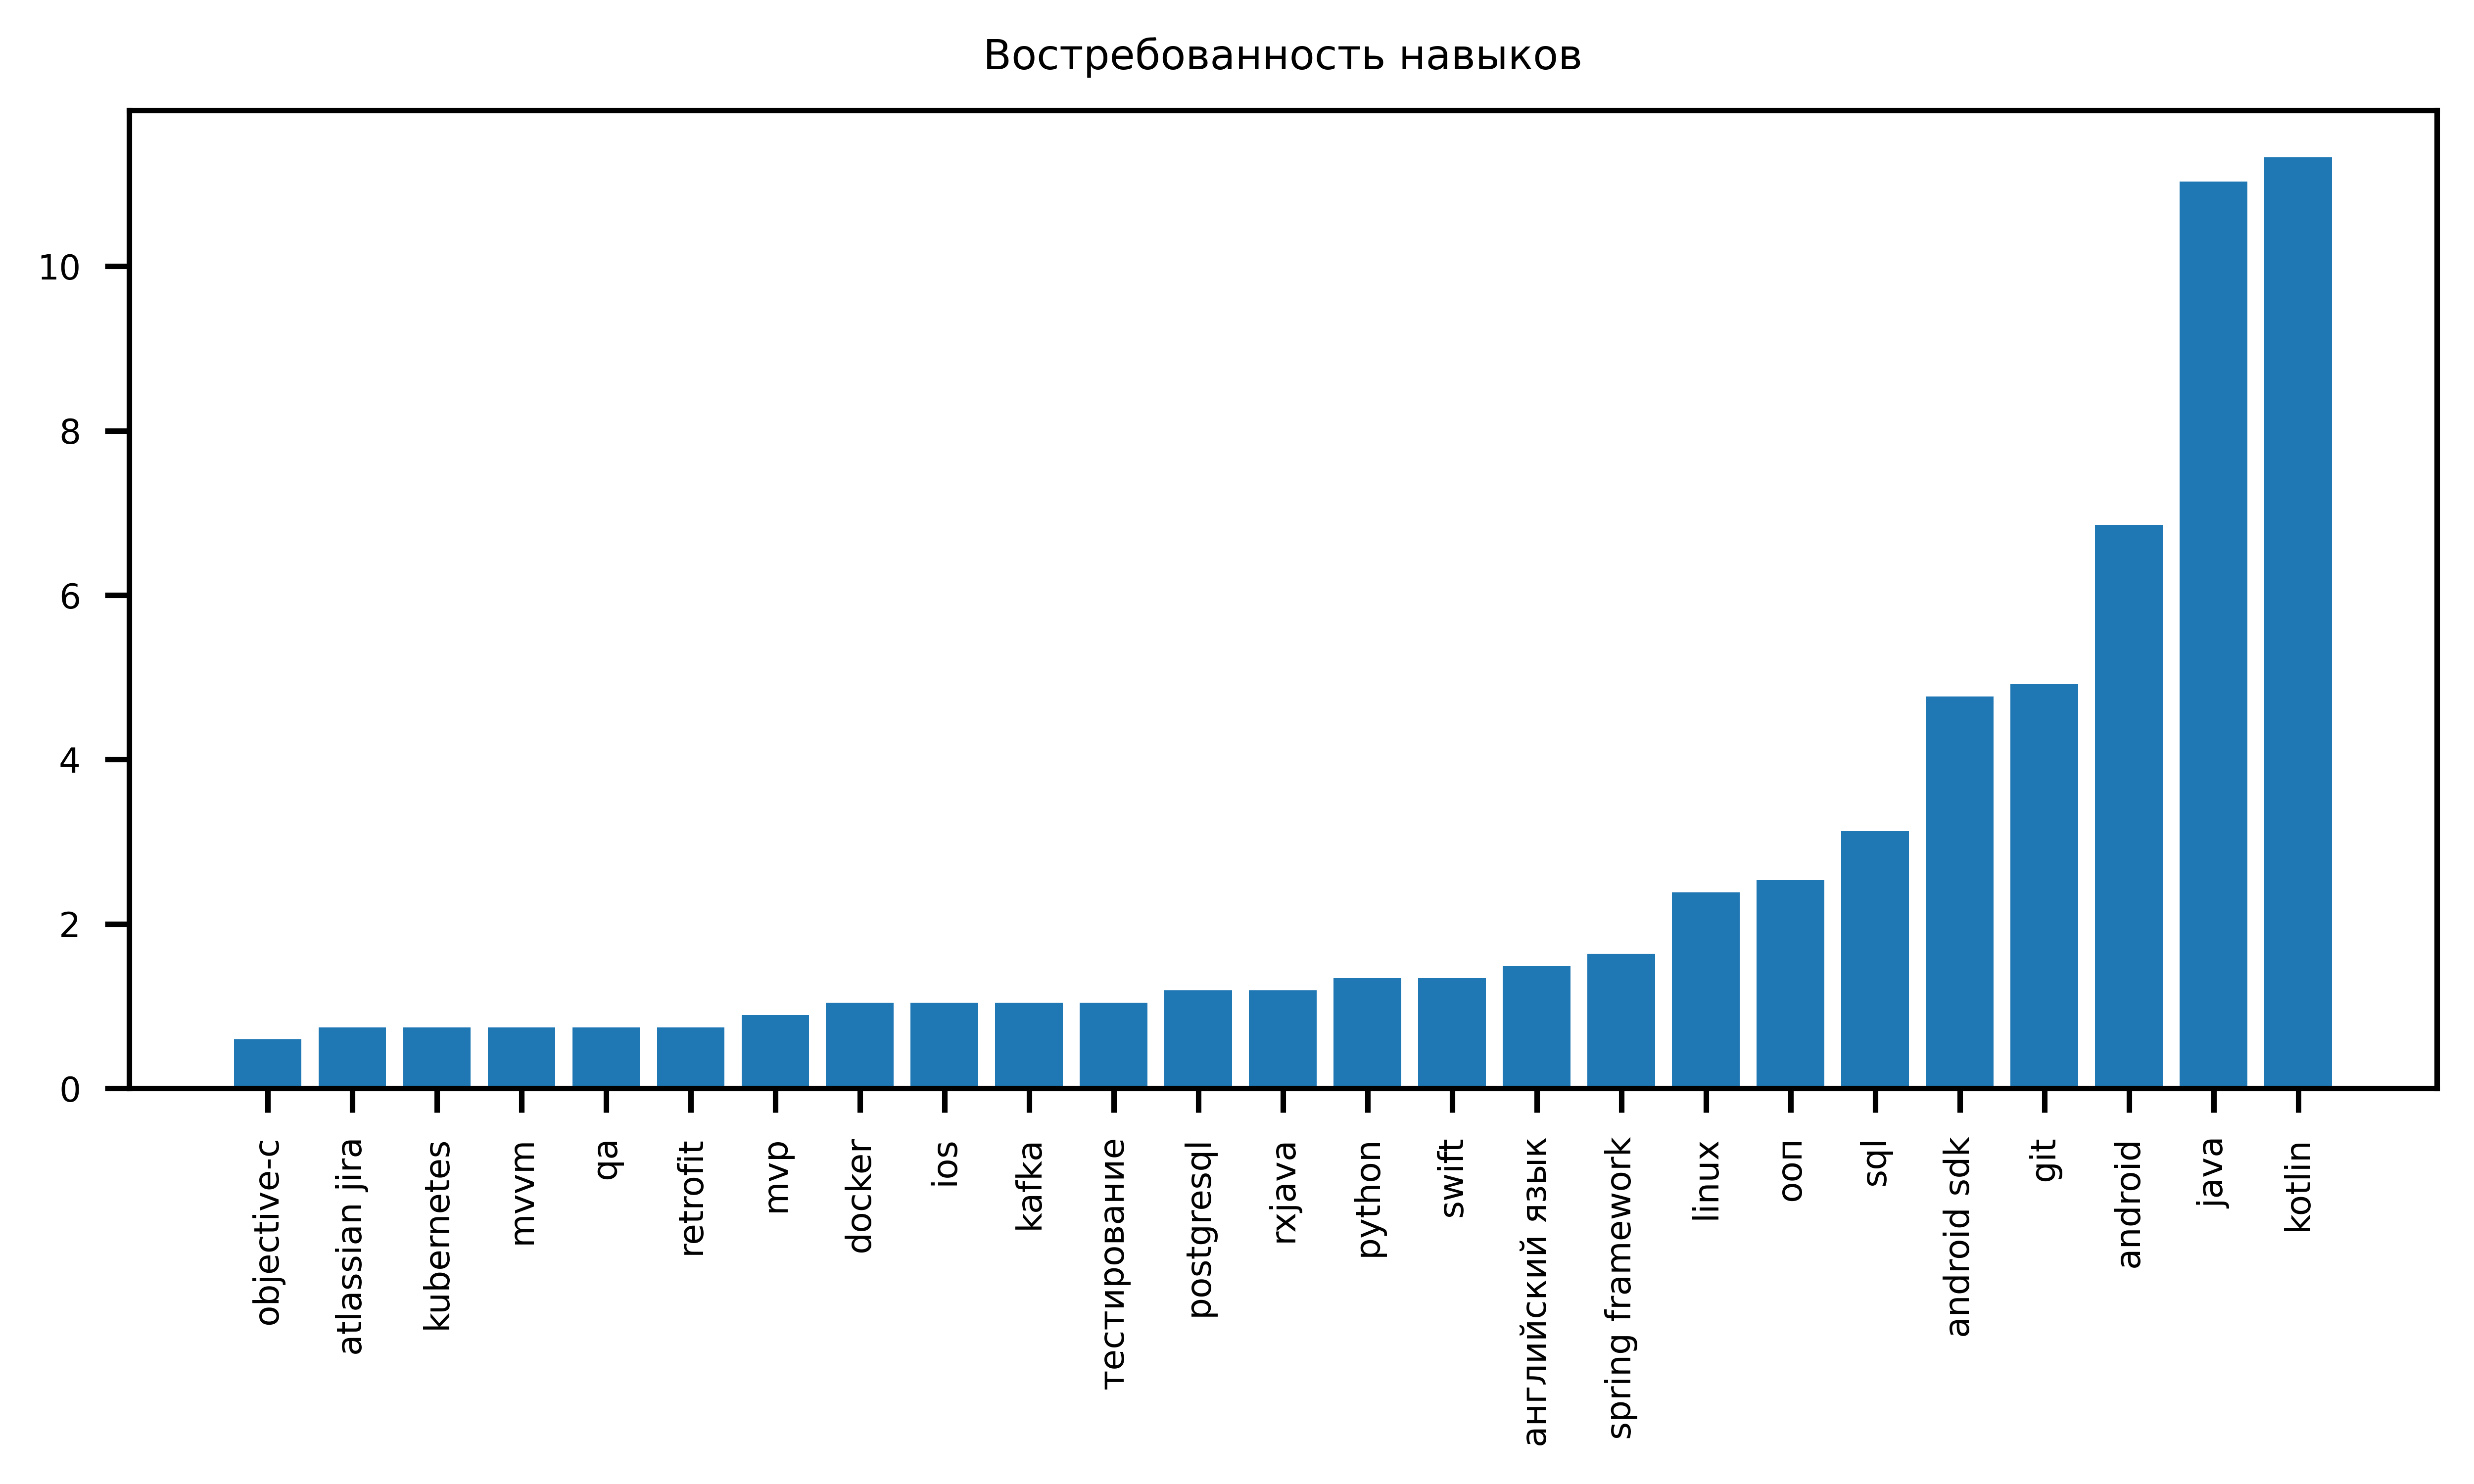 Востребованность навыков
10
8
6
4
2
0
objective-c
atlassian jira
kubernetes
mvvm
qa
retrofit
mvp
docker
ios
kafka
тестирование
postgresql
rxjava
python
swift
английский язык
spring framework
linux
ооп
sql
android sdk
git
android
java
kotlin